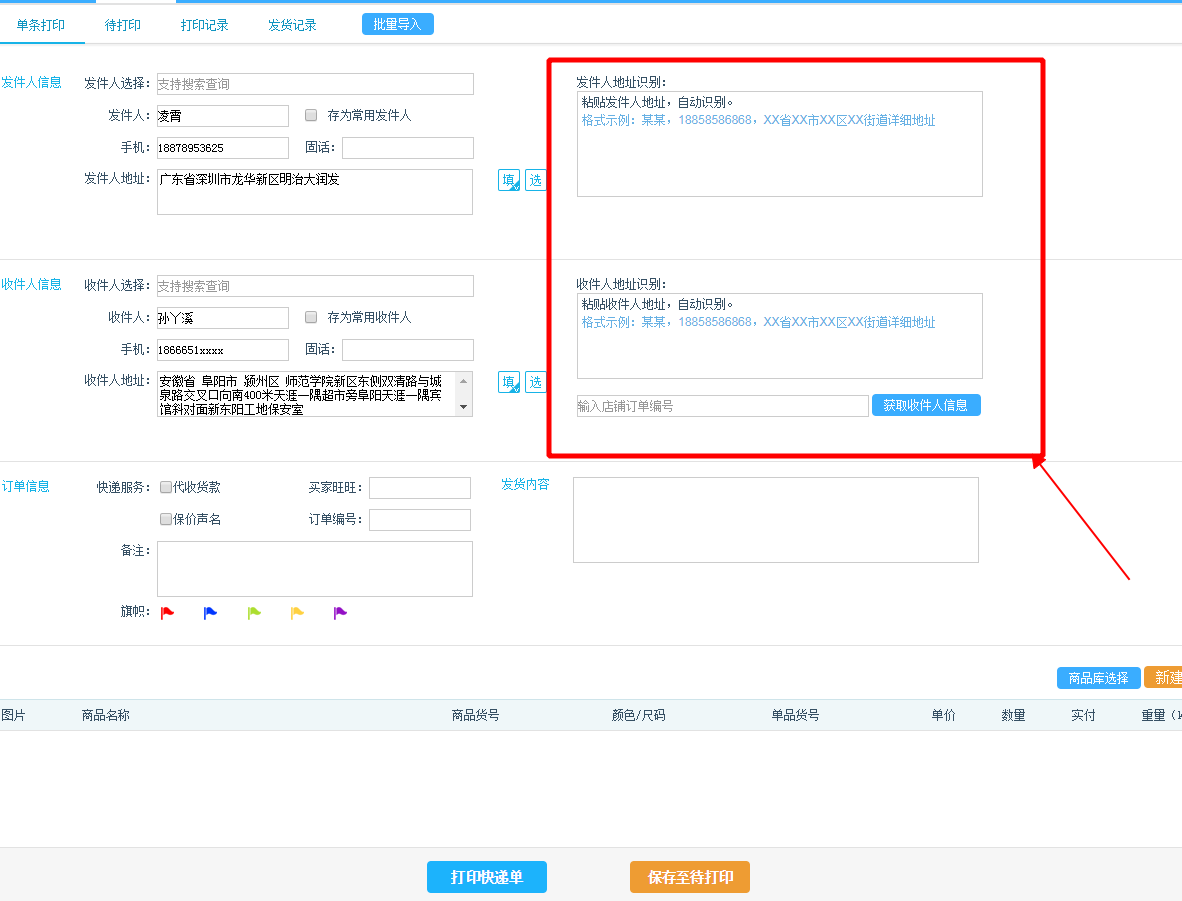 单条打印
待打印
打印记录
发货记录
批量导入
发件人信息
发件人选择：
支持搜索查询
发件人：
凌霄
存为常用发件人
手机：
18878953625
固话：
发件人地址：
广东省深圳市龙华新区明治大润发
填
选
发件人地址识别：
粘贴发件人地址，自动识别。
格式示例：某某，18858586868，XX省XX市XX区XX街道详细地址
收件人信息
收件人选择：
支持搜索查询
收件人：
孙丫溪
存为常用收件人
手机：
1866651xxxx
固话：
收件人地址：
安徽省 阜阳市 颍州区 师范学院新区东侧双清路与城
泉路交叉口向南400米天涯一隅超市旁阜阳天涯一隅宾
馆斜对面新东阳工地保安室
填
选
收件人地址识别：
粘贴收件人地址，自动识别。
格式示例：某某，18858586868，XX省XX市XX区XX街道详细地址
输入店铺订单编号
获取收件人信息
订单信息
快递服务：
代收货款
买家旺旺：
保价声名
订单编号：
备注：
旗帜：
发货内容
商品库选择
新建
图片
商品名称
商品货号
颜色/尺码
单品货号
单价
数量
实付
重量（k
打印快递单
保存至待打印